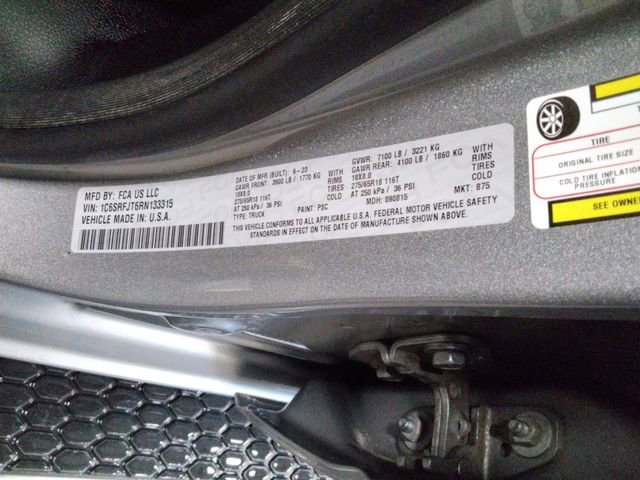 MFD BY: FCA US LLC
VIN: 1C6SRFJT6RN133315
VEHICLE MADE IN: U.S.A.
DATE OF MFR (BUILT): 9-23
GAWR FRONT: 3900 LB / 1770 KG WITH
18X8.0 RIMS
275/65R18 116T TIRES
AT 250 kPa / 36 PSI COLD
TYPE: TRUCK
PAINT: PSC
GVWR: 7100 LB / 3221 KG
GAWR REAR: 4100 LB / 1860 KG WITH
18X8.0 RIMS
275/65R18 116T TIRES
AT 250 kPa / 36 PSI COLD
MDH: 090815
MKT: 875
THIS VEHICLE CONFORMS TO ALL APPLICABLE U.S.A. FEDERAL MOTOR VEHICLE SAFETY
STANDARDS IN EFFECT ON THE DATE OF MANUFACTURE SHOWN ABOVE.
TIRE
ORIGINAL TIRE SIZE
COLD TIRE INFLATION
PRESSURE
SEE OWNER